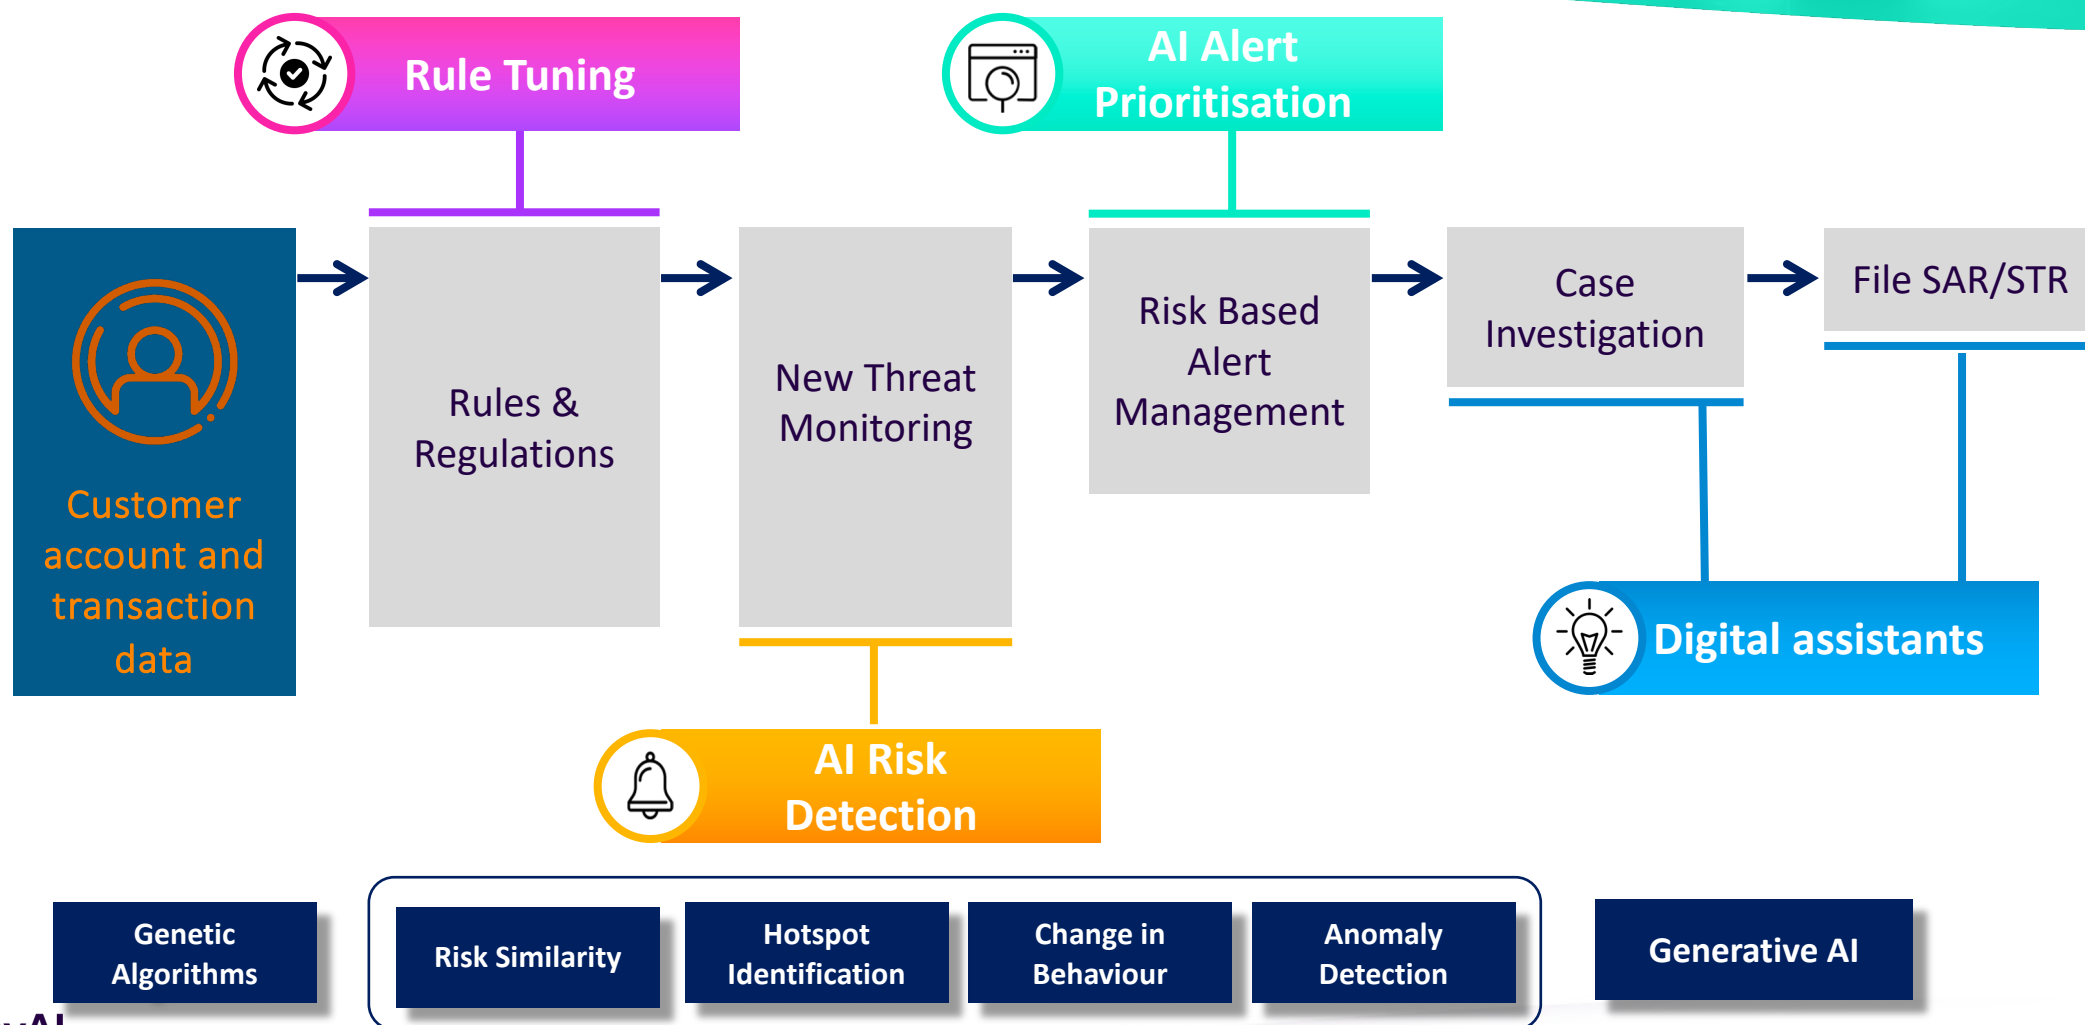 Rule Tuning
AI Alert
Prioritisation
Customer
account and
transaction
data
Rules &
Regulations
New Threat
Monitoring
Risk Based
Alert
Management
Case
Investigation
File SAR/STR
Digital assistants
AI Risk
Detection
Genetic
Algorithms
Risk Similarity
Hotspot
Identification
Change in
Behaviour
Anomaly
Detection
Generative AI